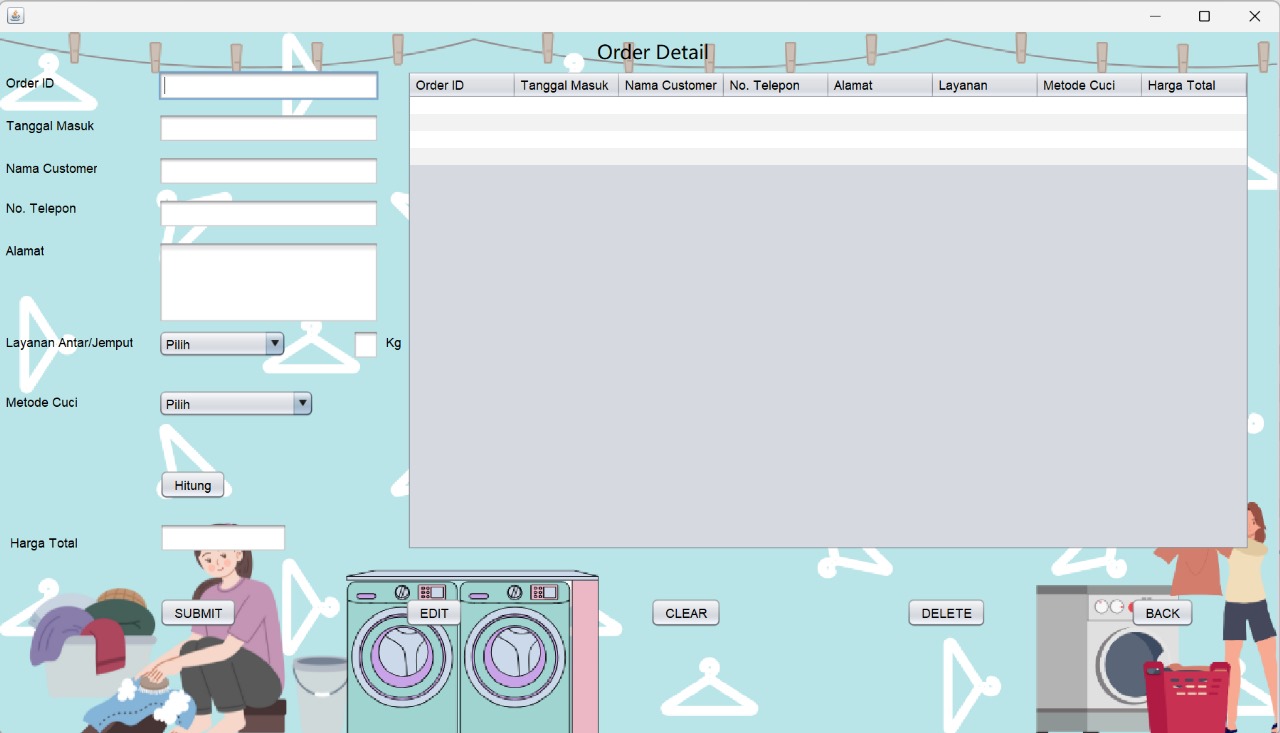 Order Detail
Order ID
Tanggal Masuk
Nama Customer
No. Telepon
Alamat
Layanan Antar/Jemput
Pilih
Kg
Metode Cuci
Pilih
Hitung
Harga Total
Order ID Tanggal Masuk Nama Customer No. Telepon Alamat Layanan Metode Cuci Harga Total
SUBMIT EDIT CLEAR DELETE BACK